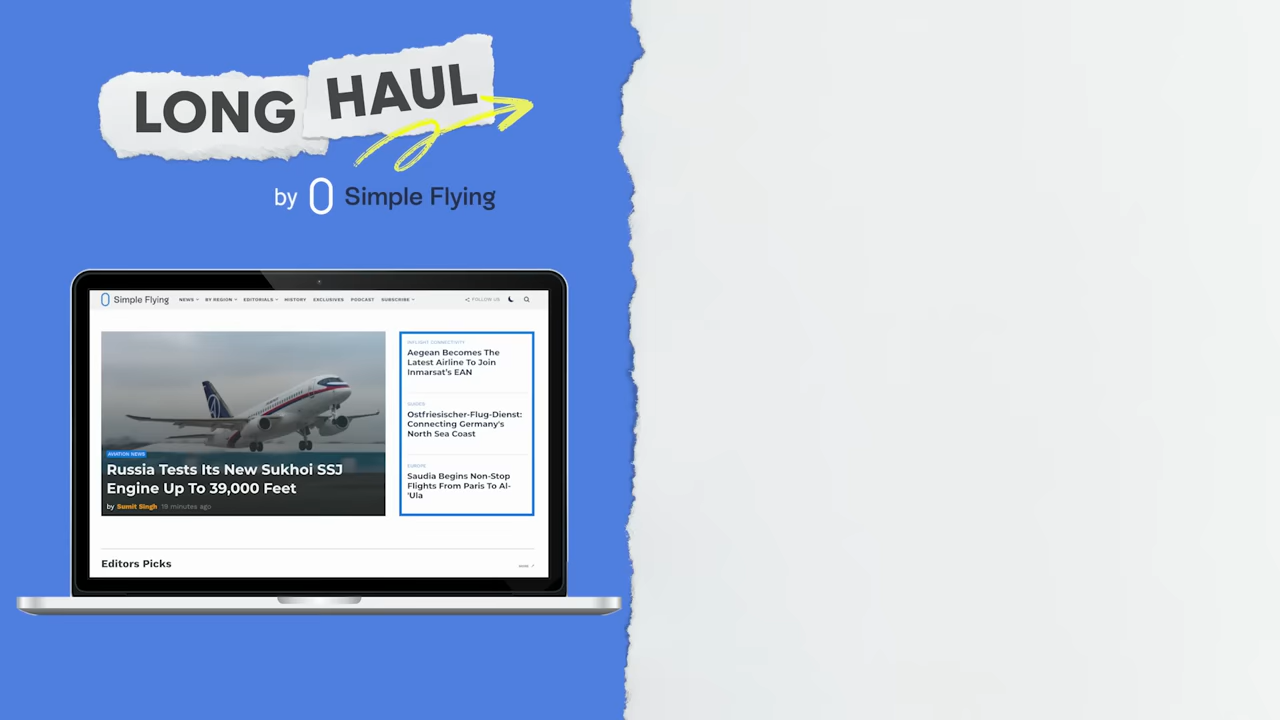 LONG HAUL
by Simple Flying
Simple Flying NEWS BY REGION EDITORIALS HISTORY EXCLUSIVES PODCAST SUBSCRIBE FOLLOW US
AVIATION NEWS
Russia Tests Its New Sukhoi SSJ
Engine Up To 39,000 Feet
by Sumit Singh 19 minutes ago
INFLIGHT CONNECTIVITY
Aegean Becomes The
Latest Airline To Join
Inmarsat's EAN
GUIDES
Ostfriesischer-Flug-Dienst:
Connecting Germany's
North Sea Coast
EUROPE
Saudia Begins Non-Stop
Flights From Paris To Al-
'Ula
Editors Picks